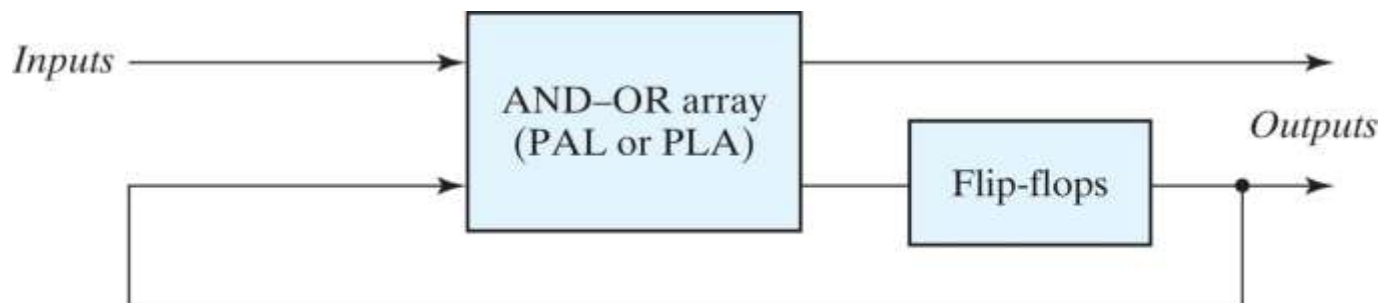 Inputs
AND–OR array
(PAL or PLA)
Flip-flops
Outputs